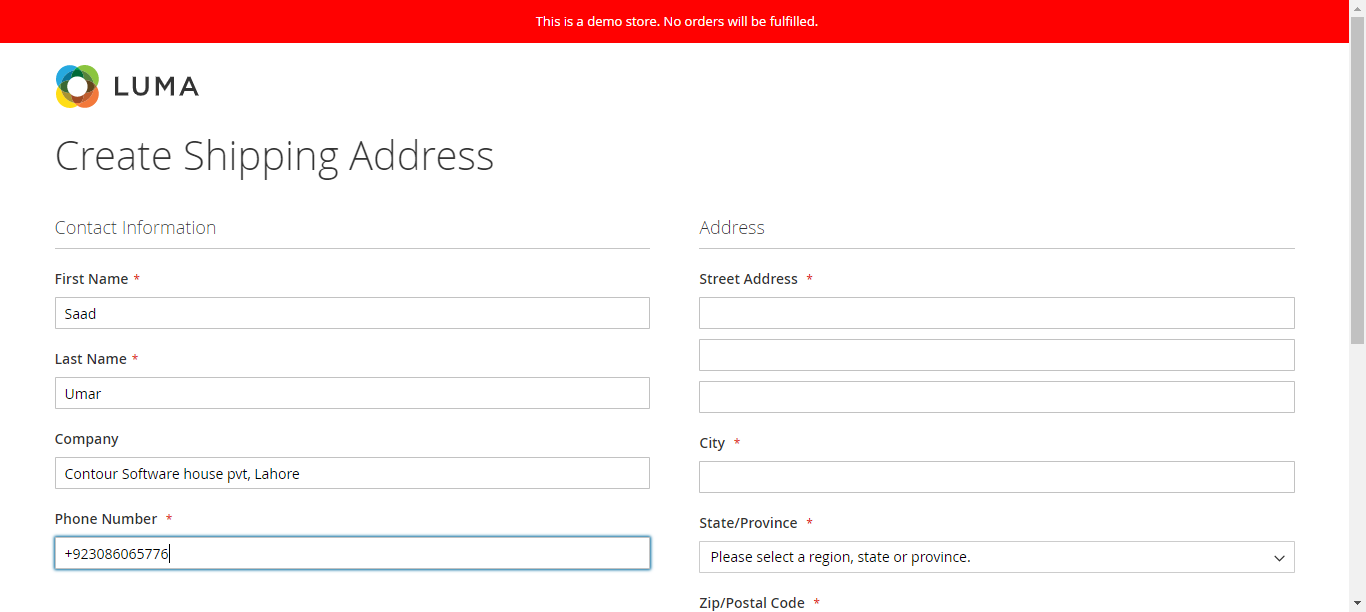 This is a demo store. No orders will be fulfilled.
LUMA
Create Shipping Address
Contact Information
First Name *
Saad
Last Name *
Umar
Company
Contour Software house pvt, Lahore
Phone Number *
+923086065776
Address
Street Address *
City *
State/Province *
Please select a region, state or province.
Zip/Postal Code *